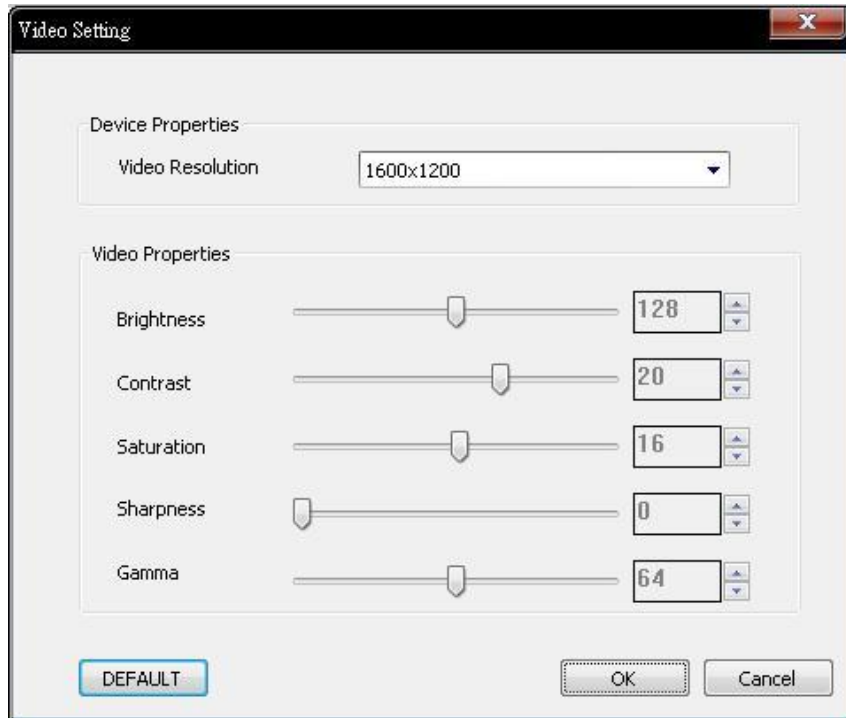 Video Setting
Device Properties
Video Resolution
1600x1200
Video Properties
Brightness
128
Contrast
20
Saturation
16
Sharpness
0
Gamma
64
DEFAULT
OK
Cancel